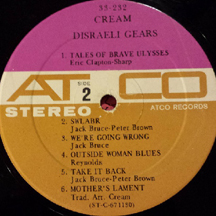 33-232
CREAM
DISRAELI GEARS
1. TALES OF BRAVE ULYSSES
Eric Clapton-Sharp
ATCO
SIDE
2
STEREO
ATCO RECORDS
2. SWLABR
Jack Bruce-Peter Brown
3. WE'RE GOING WRONG
Jack Bruce
4. OUTSIDE WOMAN BLUES
Reynolds
5. TAKE IT BACK
Jack Bruce-Peter Brown
6. MOTHER'S LAMENT
Trad. Arr. Cream
(ST-C-671120)